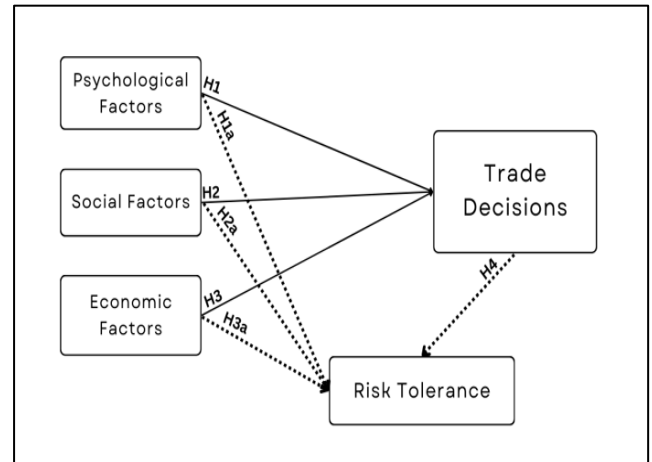 Psychological
Factors
H1
H1a
Social Factors
H2
H2a
Economic
Factors
H3
H3a
Trade
Decisions
H4
Risk Tolerance